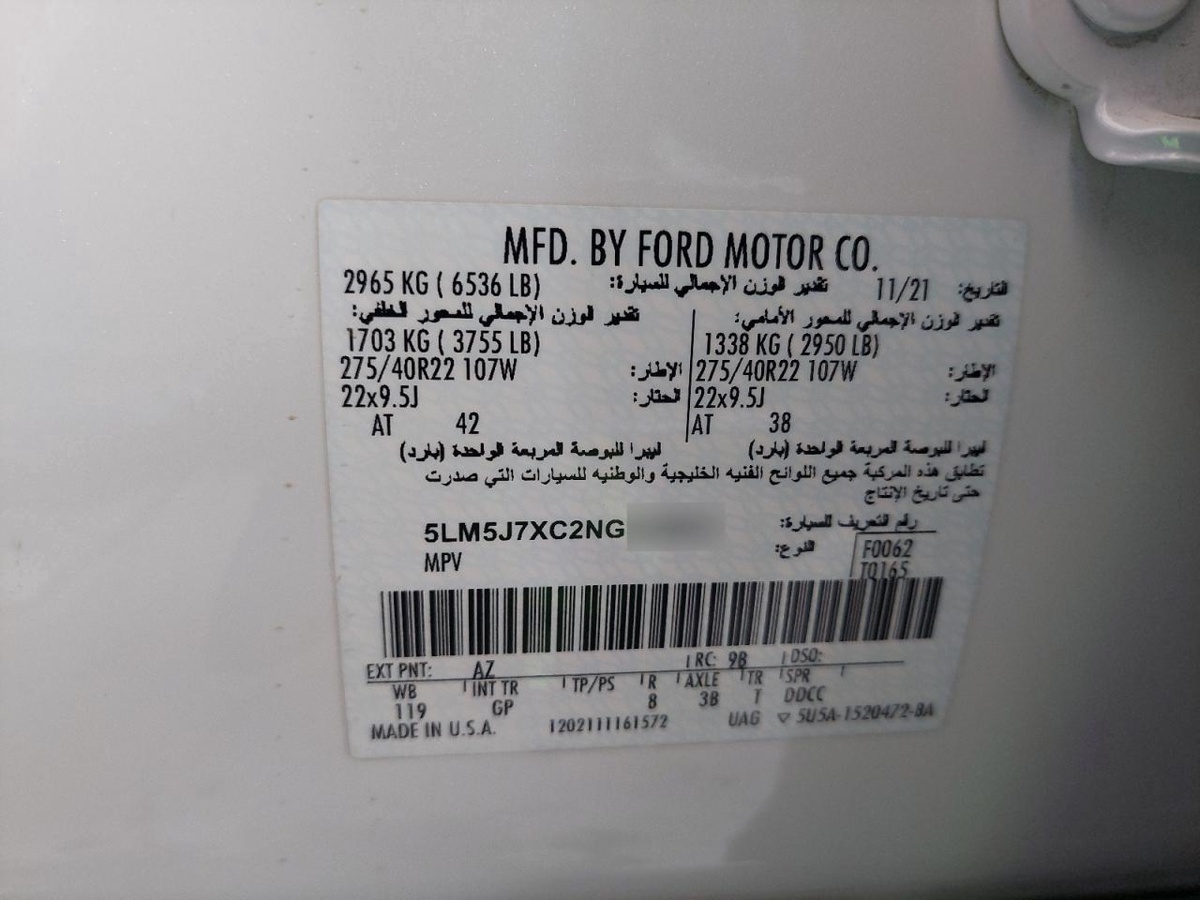 MFD. BY FORD MOTOR CO.
التاريخ: 11/21 تقدير الوزن الإجمالي للسيارة: 2965 KG ( 6536 LB)
تقدير الوزن الإجمالي للمحور الأمامي: تقدير الوزن الإجمالي للمحور الخلفي:
1703 KG ( 3755 LB) 1338 KG ( 2950 LB)
275/40R22 107W الإطار: 275/40R22 107W الإطار:
22x9.5J الحتار: 22x9.5J الحتار:
AT 42 AT 38
ليبرا للبوصة المربعة الواحدة (بارد) ليبرا للبوصة المربعة الواحدة (بارد)
تطابق هذه المركبة جميع اللوائح الفنيه الخليجية والوطنيه للسيارات التي صدرت
حتى تاريخ الإنتاج
5LM5J7XC2NG رقم التعريف للسيارة:
MPV النوع: F0062
T0165
EXT PNT: AZ RC: 9B DSO:
WB INT TR TP/PS R AXLE TR SPR
119 GP 8 3B T DDCC
MADE IN U.S.A. 1202111161572 UAG 5U5A-1520472-BA